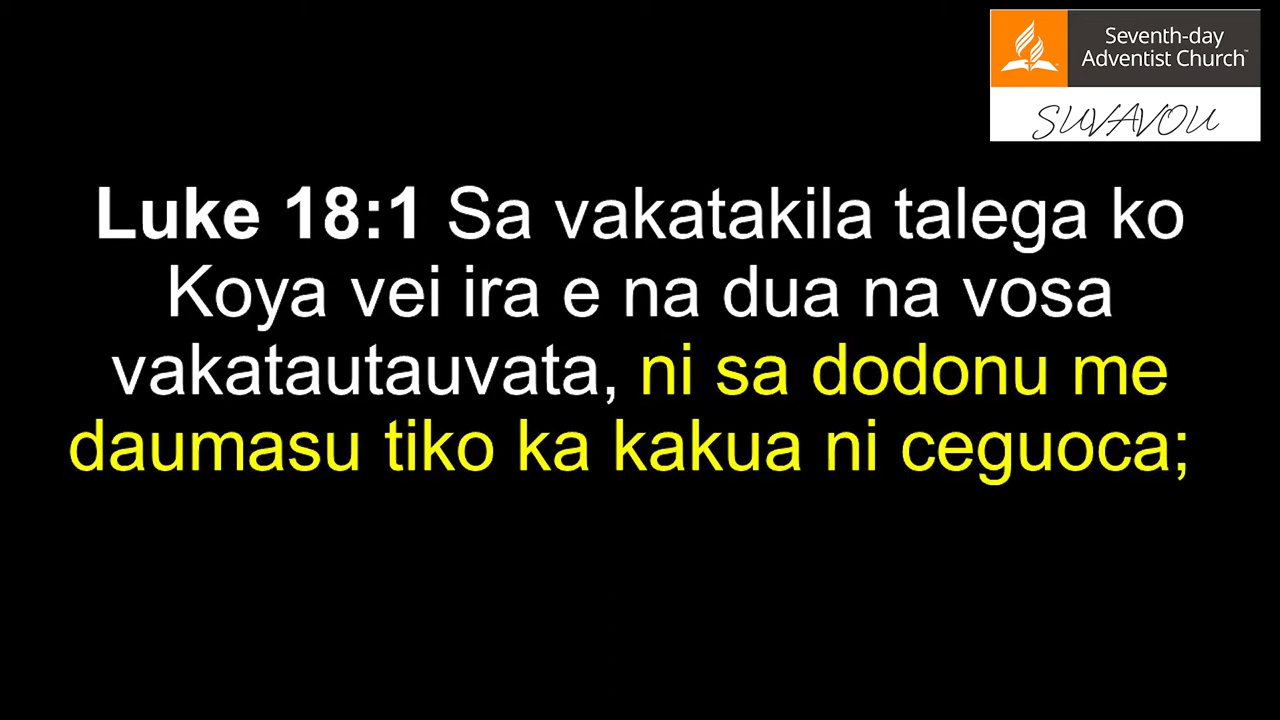 Seventh-day
Adventist Church™
SUVAVOU
Luke 18:1 Sa vakatakila talega ko
Koya vei ira e na dua na vosa
vakatautauvata, ni sa dodonu me
daumasu tiko ka kakua ni ceguoca;